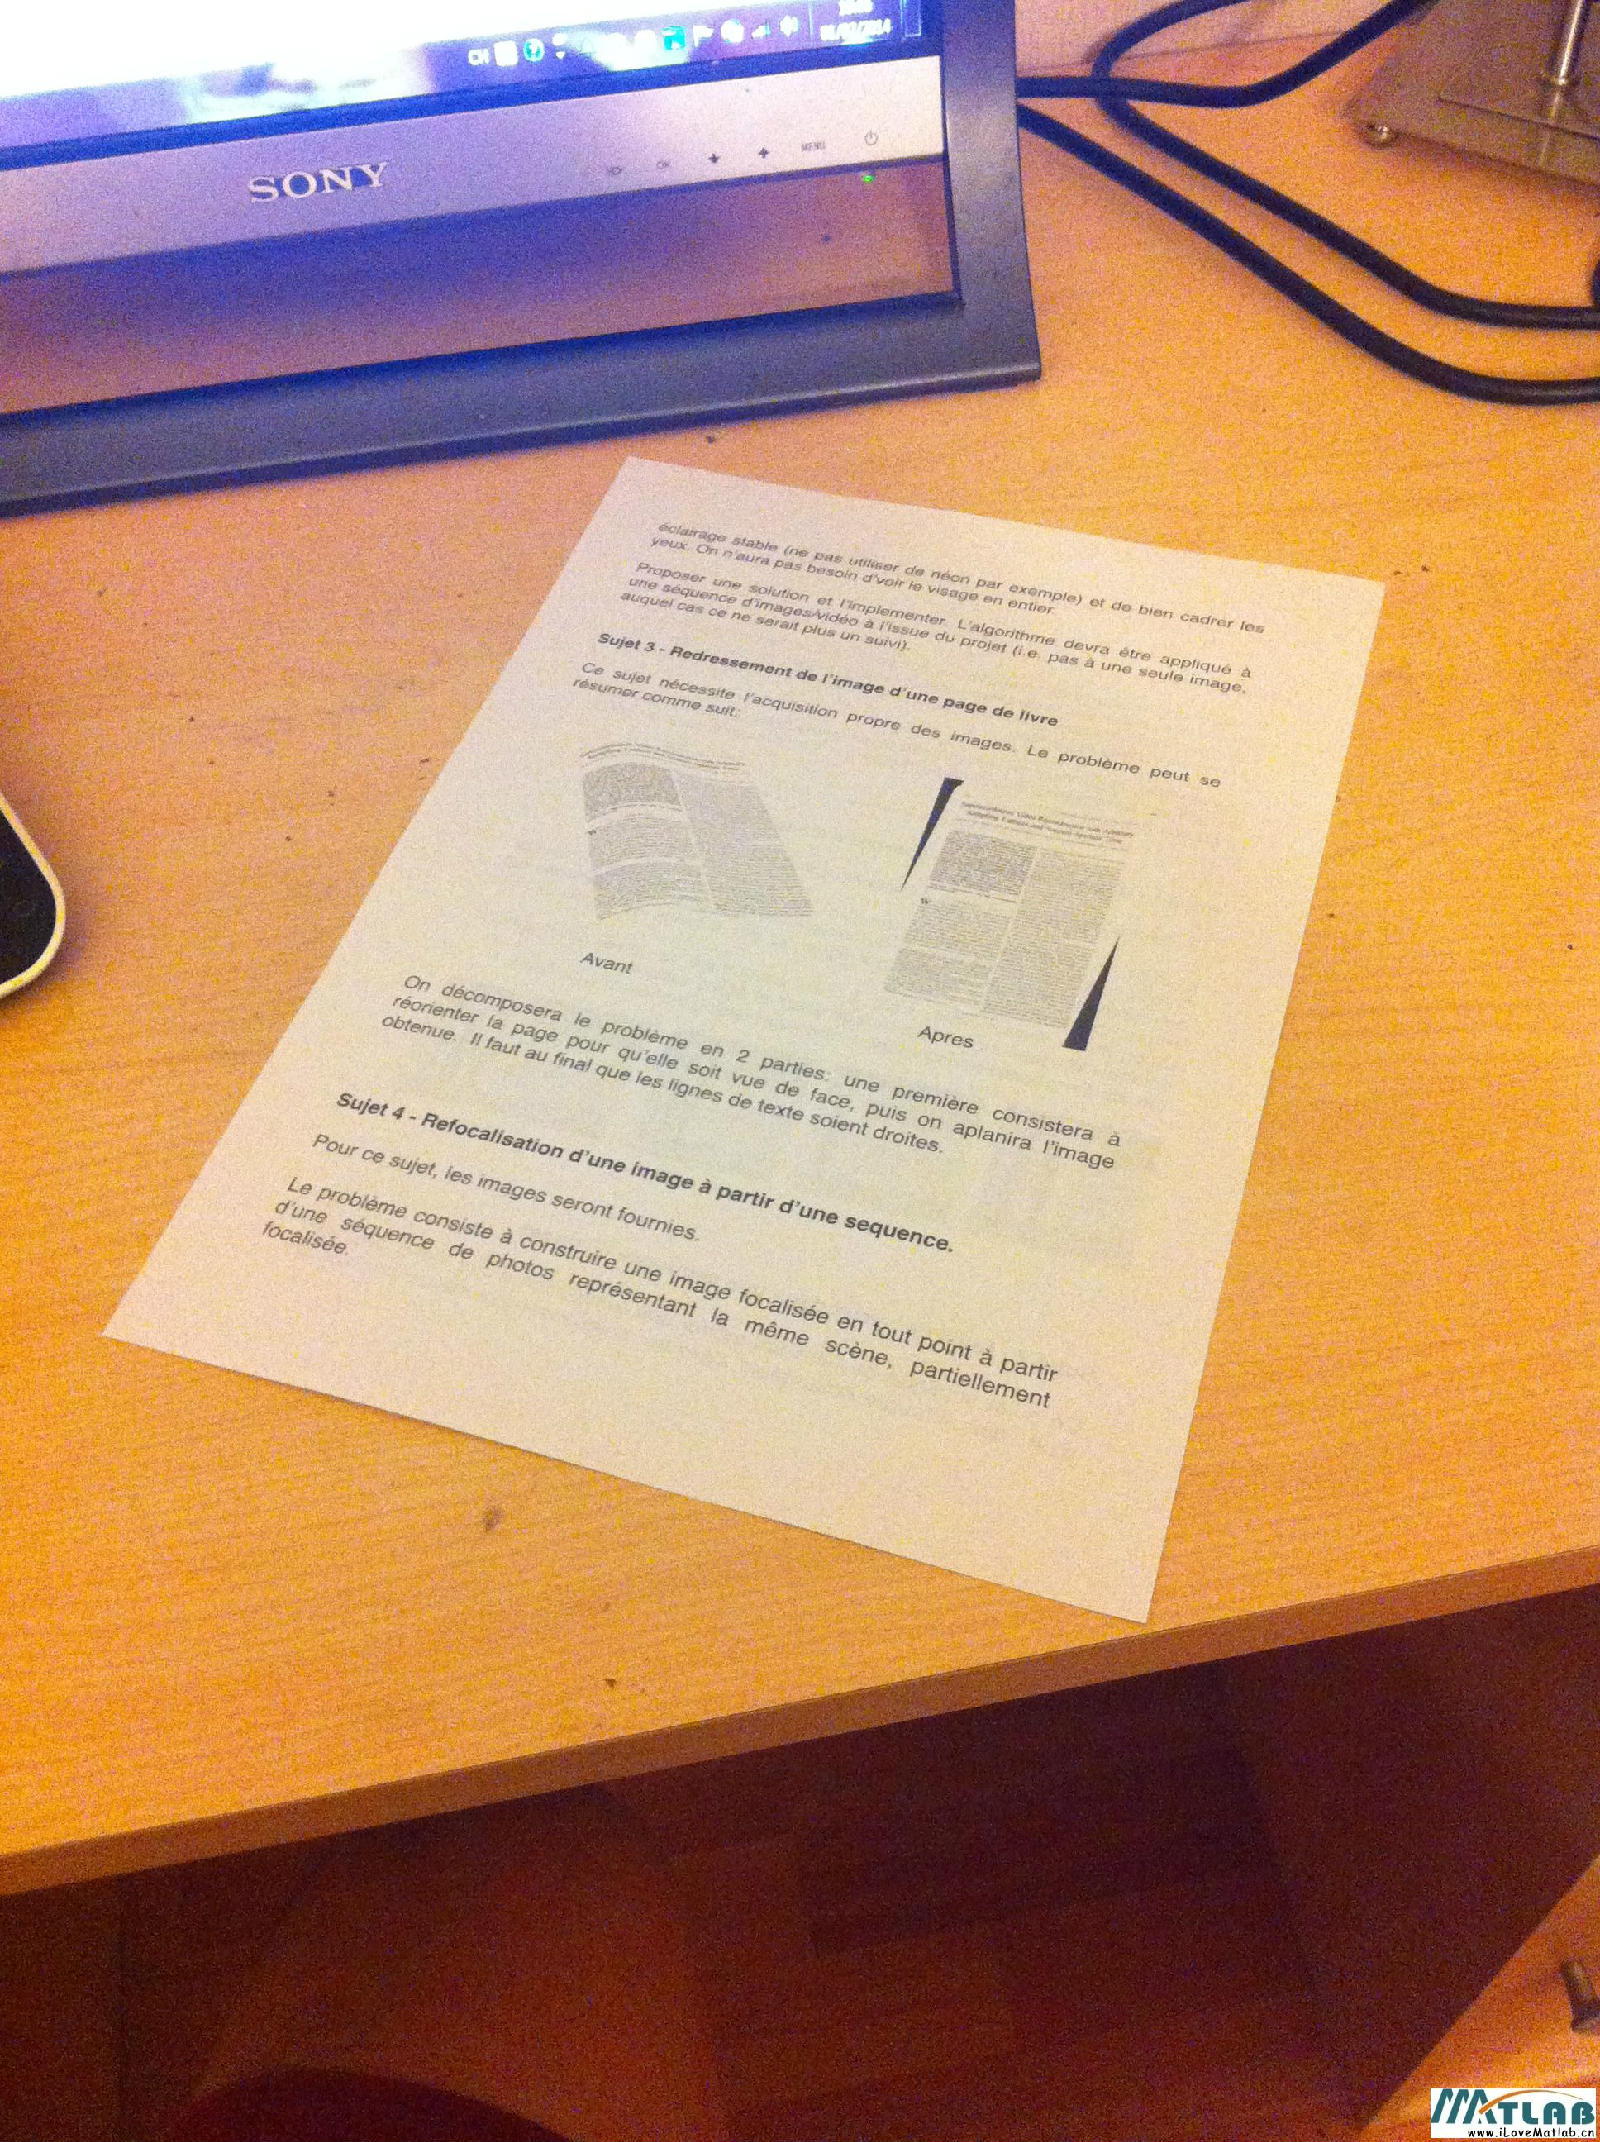 CH
SONY
OK
MENU
éclairage stable (ne pas utiliser de néon par exemple) et de bien cadrer les
yeux. On n'aura pas besoin d'voir le visage en entier.
Proposer une solution et l'implementer. L'algorithme devra être appliqué à
une séquence d'images/vidéo à l'issue du projet (i.e. pas à une seule image,
auquel cas ce ne serait plus un suivi).
Sujet 3 - Redressement de l'image d'une page de livre
Ce sujet nécessite l'acquisition propre des images. Le problème peut se
résumer comme suit:
Avant
Apres
On décomposera le problème en 2 parties: une première consistera à
réorienter la page pour qu'elle soit vue de face, puis on aplanira l'image
obtenue. Il faut au final que les lignes de texte soient droites.
Sujet 4 - Refocalisation d'une image à partir d'une sequence.
Pour ce sujet, les images seront fournies.
Le problème consiste à construire une image focalisée en tout point à partir
d'une séquence de photos représentant la même scène, partiellement
focalisée.
MATLAB
www.iLoveMatlab.cn